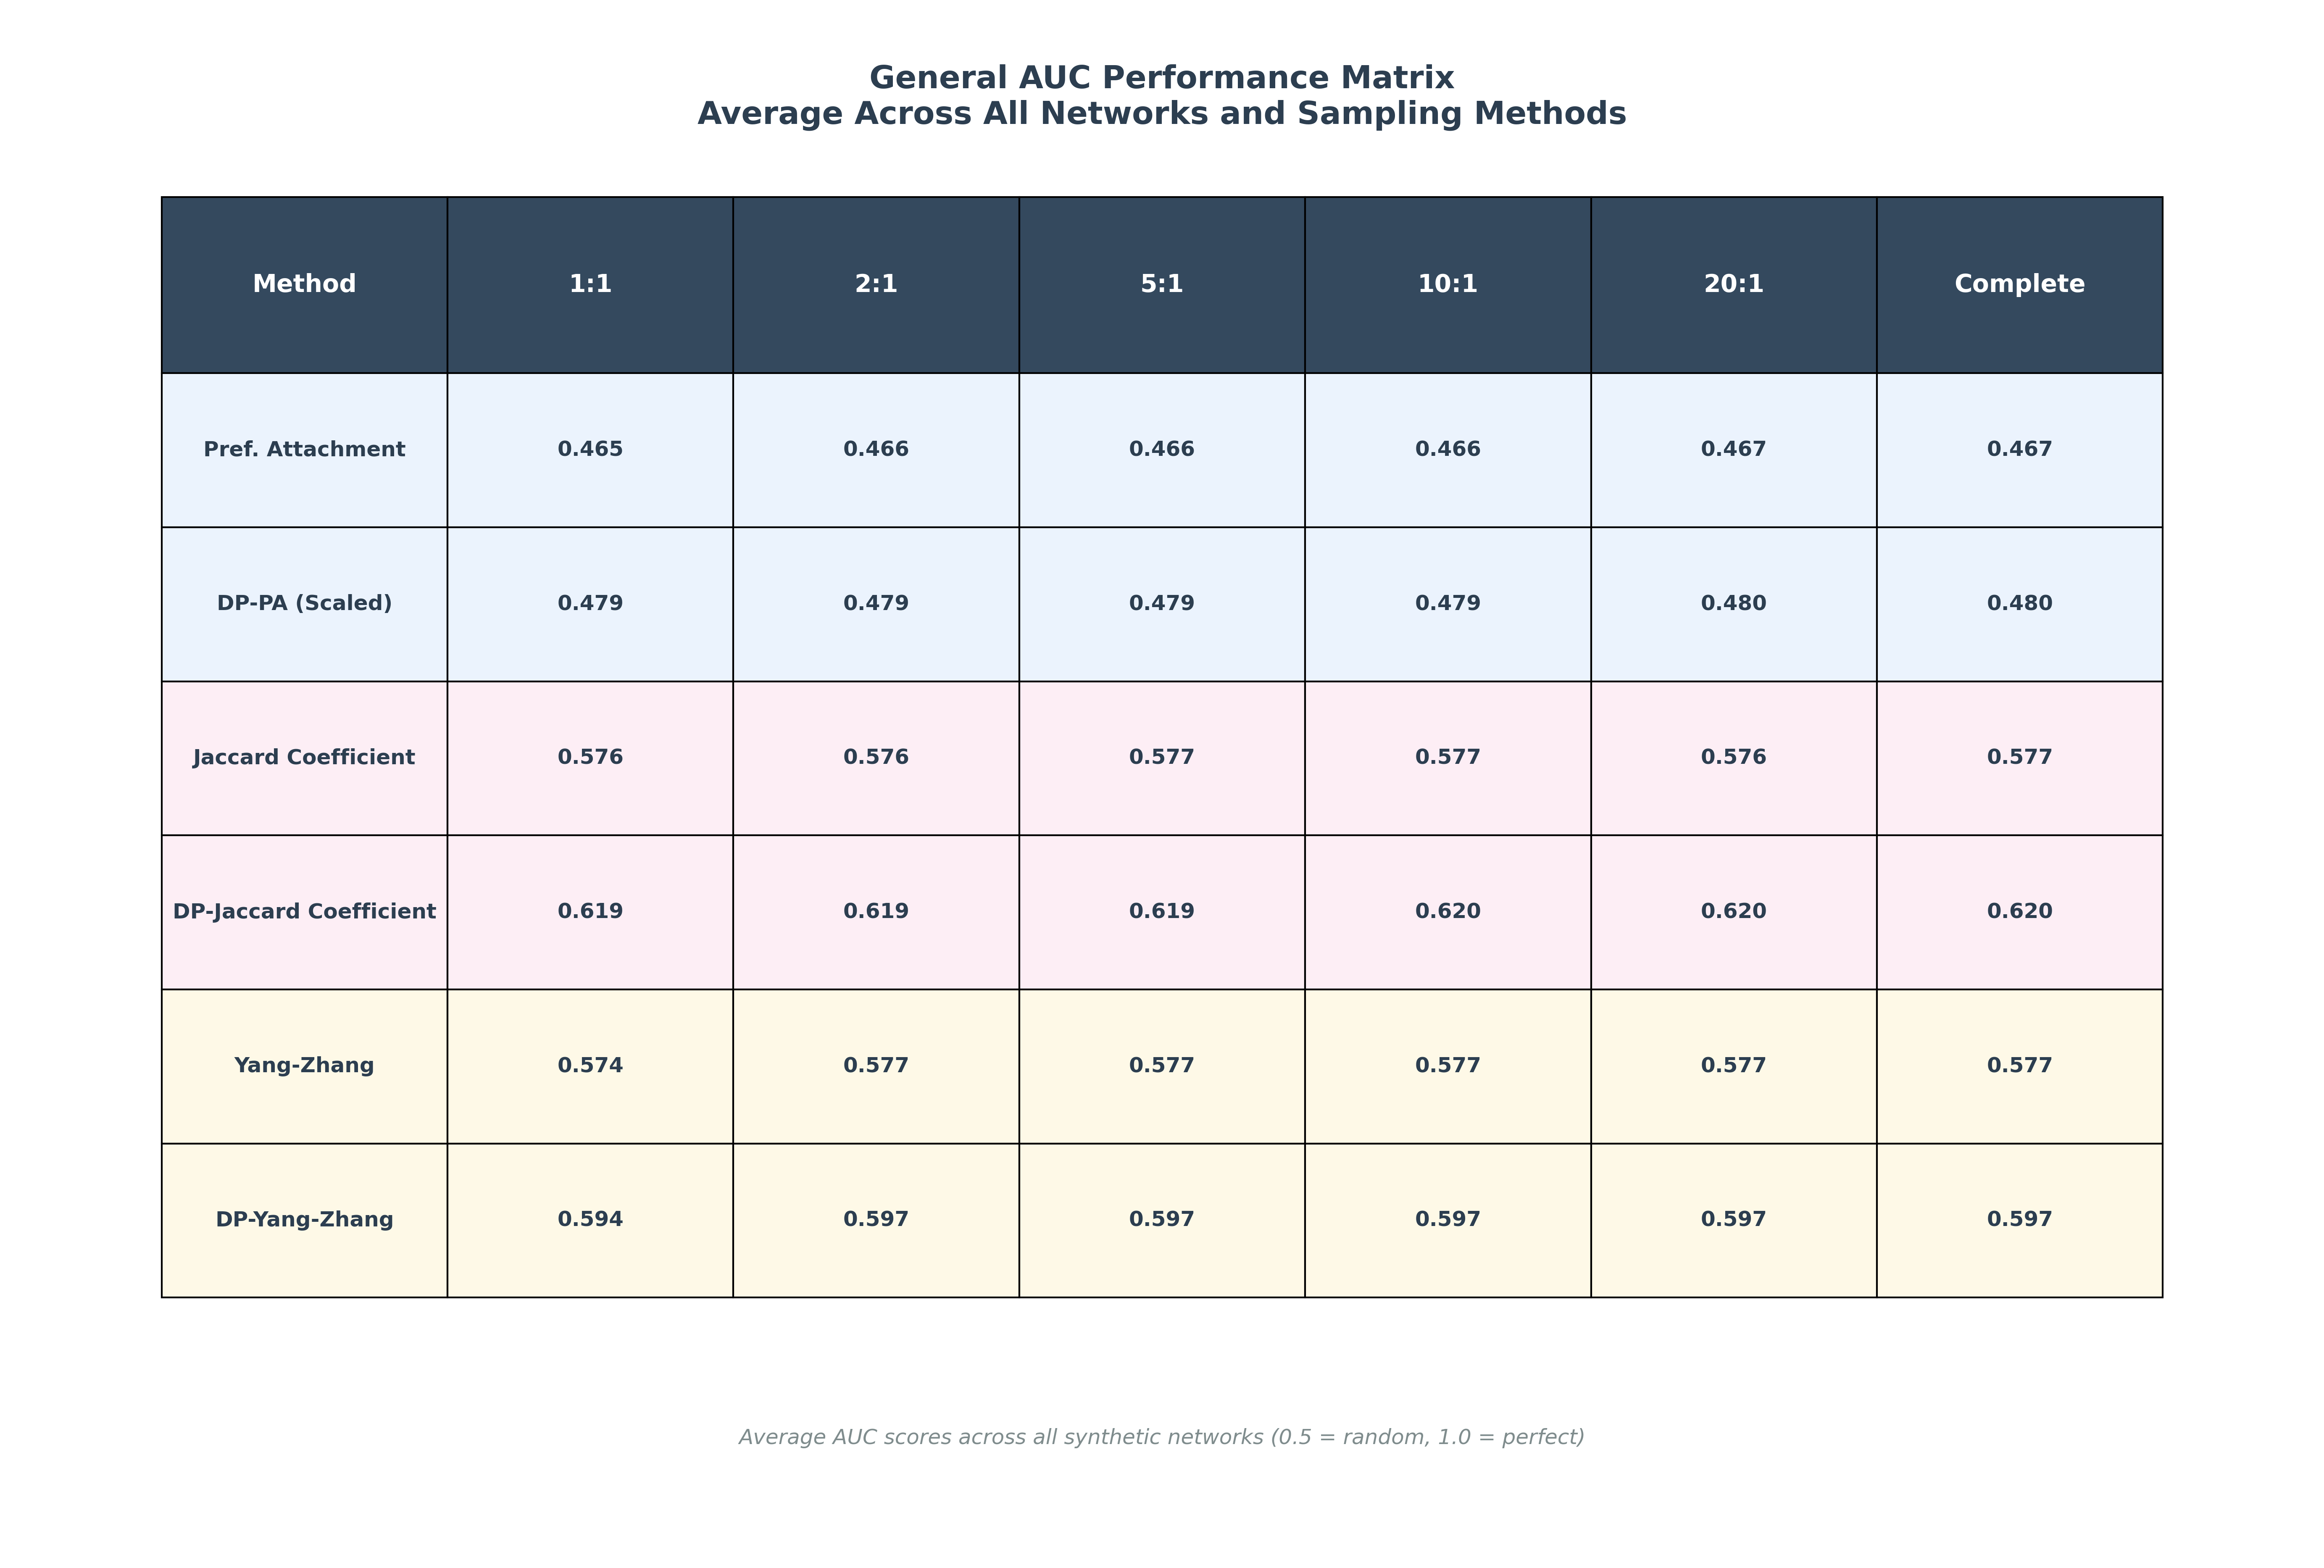 General AUC Performance Matrix
Average Across All Networks and Sampling Methods
Method 1:1 2:1 5:1 10:1 20:1 Complete
Pref. Attachment 0.465 0.466 0.466 0.466 0.467 0.467
DP-PA (Scaled) 0.479 0.479 0.479 0.479 0.480 0.480
Jaccard Coefficient 0.576 0.576 0.577 0.577 0.576 0.577
DP-Jaccard Coefficient 0.619 0.619 0.619 0.620 0.620 0.620
Yang-Zhang 0.574 0.577 0.577 0.577 0.577 0.577
DP-Yang-Zhang 0.594 0.597 0.597 0.597 0.597 0.597
Average AUC scores across all synthetic networks (0.5 = random, 1.0 = perfect)